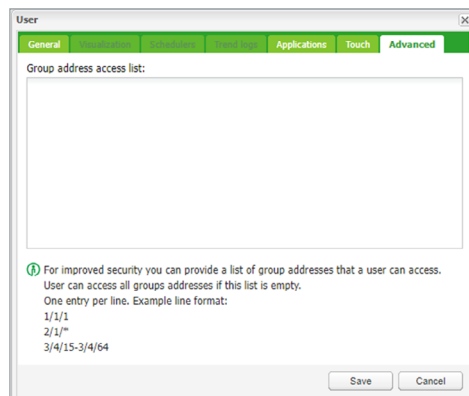 User
General Visualization Schedulers Trend logs Applications Touch Advanced
Group address access list:
For improved security you can provide a list of group addresses that a user can access.
User can access all groups addresses if this list is empty.
One entry per line. Example line format:
1/1/1
2/1/*
3/4/15-3/4/64
Save Cancel